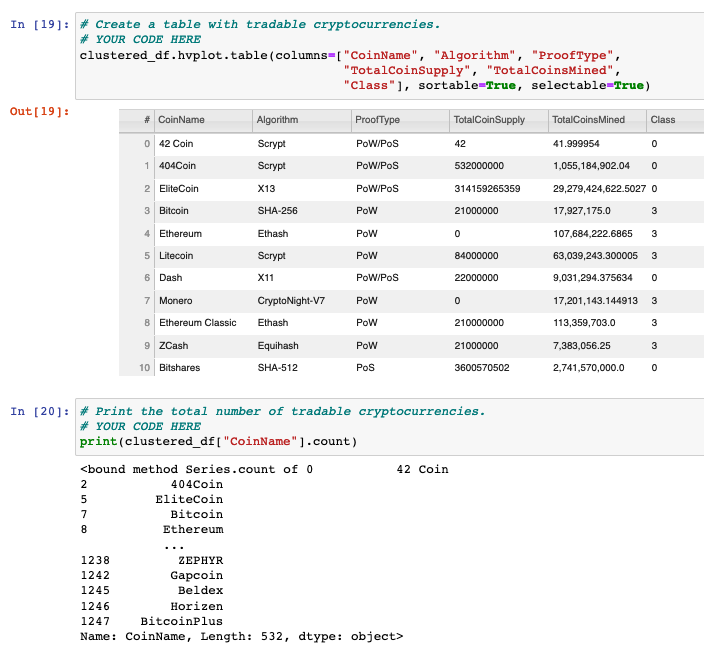 In [19]: # Create a table with tradable cryptocurrencies.
# YOUR CODE HERE
clustered_df.hvplot.table(columns=["CoinName", "Algorithm", "ProofType",
"TotalCoinSupply", "TotalCoinsMined",
"Class"], sortable=True, selectable=True)
Out[19]:
# CoinName Algorithm ProofType TotalCoinSupply TotalCoinsMined Class
0 42 Coin Scrypt PoW/PoS 42 41.999954 0
1 404Coin Scrypt PoW/PoS 532000000 1,055,184,902.04 0
2 EliteCoin X13 PoW/PoS 314159265359 29,279,424,622.5027 0
3 Bitcoin SHA-256 PoW 21000000 17,927,175.0 3
4 Ethereum Ethash PoW 0 107,684,222.6865 3
5 Litecoin Scrypt PoW 84000000 63,039,243.300005 3
6 Dash X11 PoW/PoS 22000000 9,031,294.375634 0
7 Monero CryptoNight-V7 PoW 0 17,201,143.144913 3
8 Ethereum Classic Ethash PoW 210000000 113,359,703.0 3
9 ZCash Equihash PoW 21000000 7,383,056.25 3
10 Bitshares SHA-512 PoS 3600570502 2,741,570,000.0 0
In [20]: # Print the total number of tradable cryptocurrencies.
# YOUR CODE HERE
print(clustered_df["CoinName"].count)
<bound method Series.count of 0 42 Coin
2 404Coin
5 EliteCoin
7 Bitcoin
8 Ethereum
...
1238 ZEPHYR
1242 Gapcoin
1245 Beldex
1246 Horizen
1247 BitcoinPlus
Name: CoinName, Length: 532, dtype: object>